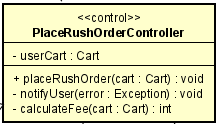 <<control>>
PlaceRushOrderController
- userCart : Cart
+ placeRushOrder(cart : Cart) : void
- notifyUser(error : Exception) : void
- calculateFee(cart : Cart) : int